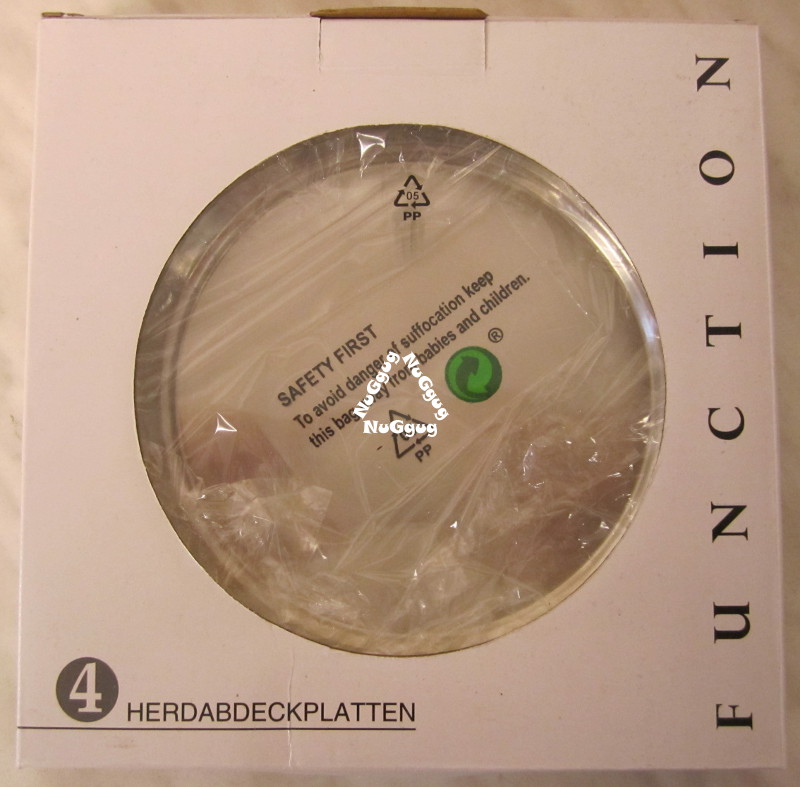 FUNCTION
05
PP
SAFETY FIRST
To avoid danger of suffocation keep
this bag away from babies and children.
®
NuGgug
NuGgug
NuGgug
PP
4 HERDABDECKPLATTEN